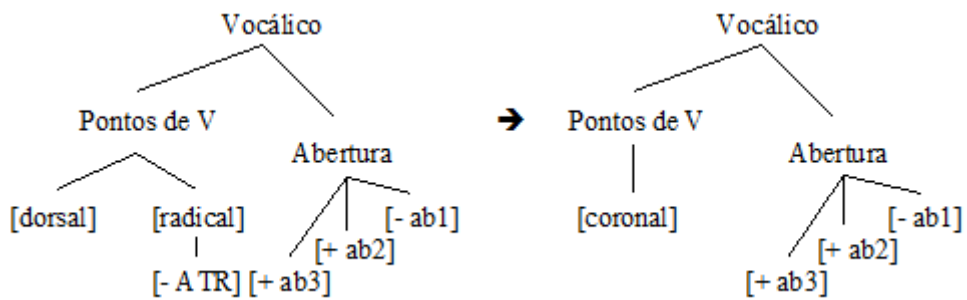 Vocálico Vocálico
Pontos de V ➔ Pontos de V
Abertura Abertura
[dorsal] [radical] [- ab1] [coronal] [- ab1]
[+ ab2] [+ ab2]
[- ATR] [+ ab3] [+ ab3]